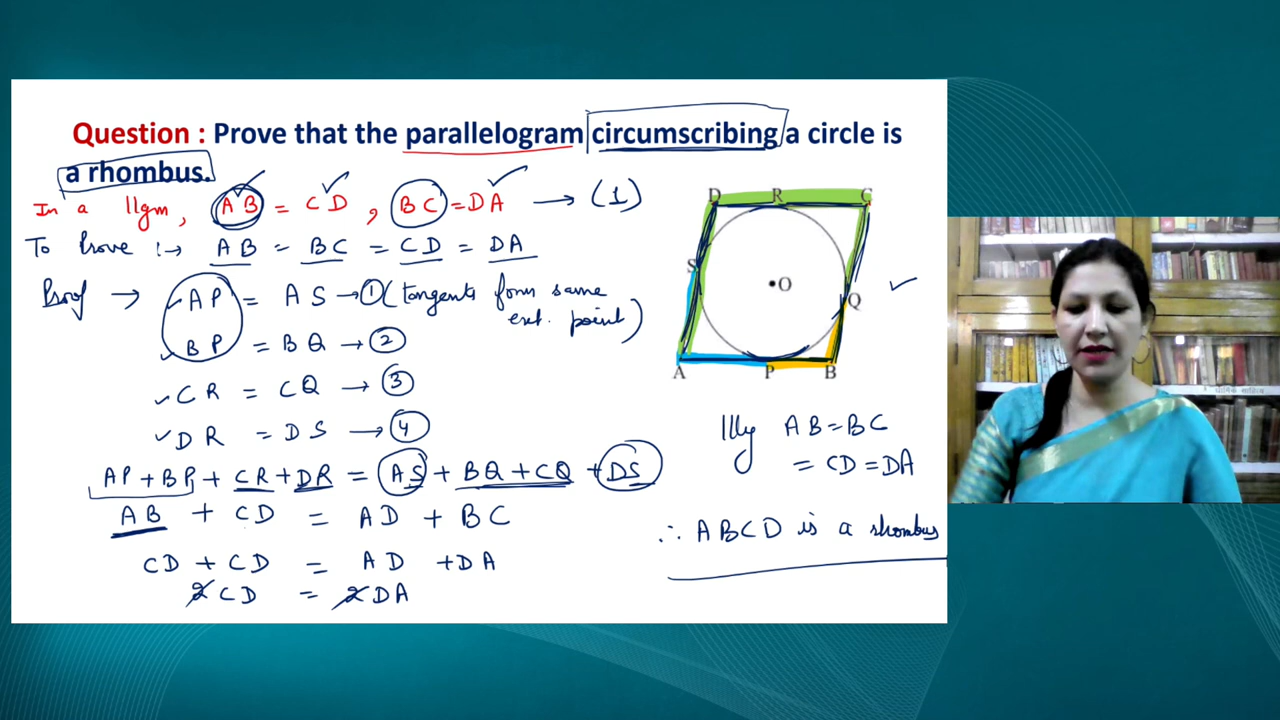 Question : Prove that the parallelogram circumscribing a circle is
a rhombus.
In a llgm, AB = CD , BC = DA → (1)
To Prove :→ AB = BC = CD = DA
Proof → AP = AS → ① (tangents from same
ext. point)
BP = BQ → ②
CR = CQ → ③
DR = DS → ④
AP + BP + CR + DR = AS + BQ + CQ + DS
AB + CD = AD + BC
CD + CD = AD + DA
2CD = 2DA
D R C
S
O
Q
A P B
Illy AB = BC
= CD = DA
∴ ABCD is a rhombus